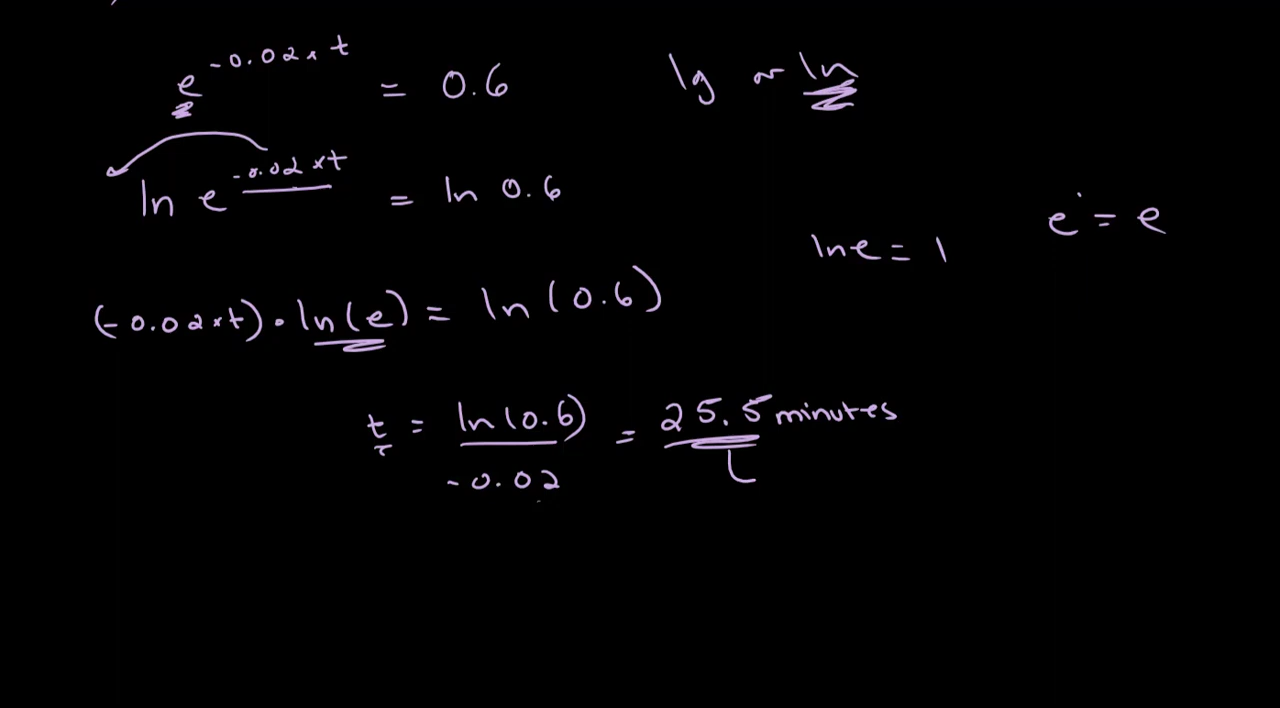 e^{-0.02×t} = 0.6
lg or ln
ln e^{-0.02×t} = ln 0.6
ln e = 1
e^{1} = e
(-0.02×t) · ln(e) = ln(0.6)
t = ln(0.6) / -0.02 = 25.5 minutes